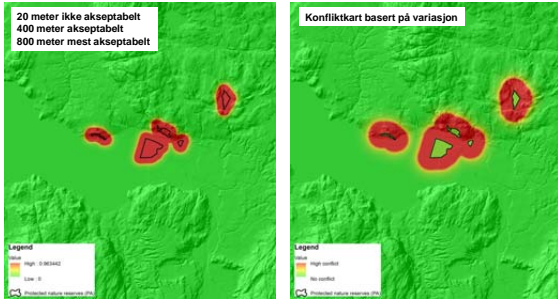 20 meter ikke akseptabelt
400 meter akseptabelt
800 meter mest akseptabelt
Legend
Value
High : 0.963442
Low : 0
Protected nature reserves (PA)
Konfliktkart basert på variasjon
Legend
Value
High conflict
No conflict
Protected nature reserves (PA)